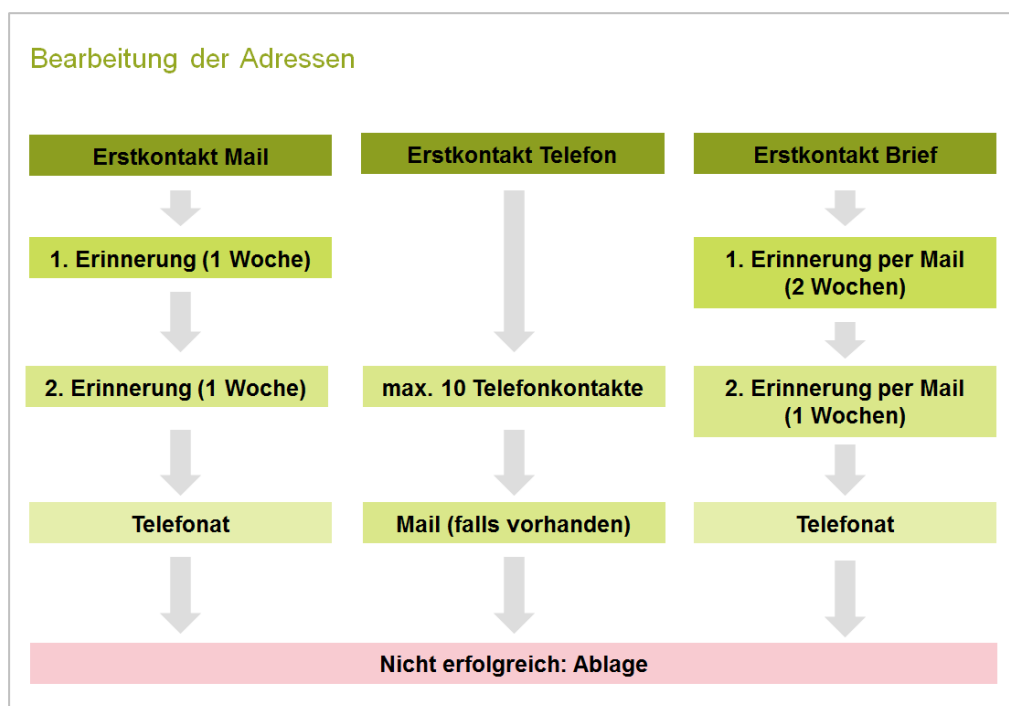 Bearbeitung der Adressen
Erstkontakt Mail
Erstkontakt Telefon
Erstkontakt Brief
1. Erinnerung (1 Woche)
1. Erinnerung per Mail
(2 Wochen)
2. Erinnerung (1 Woche)
max. 10 Telefonkontakte
2. Erinnerung per Mail
(1 Wochen)
Telefonat
Mail (falls vorhanden)
Telefonat
Nicht erfolgreich: Ablage